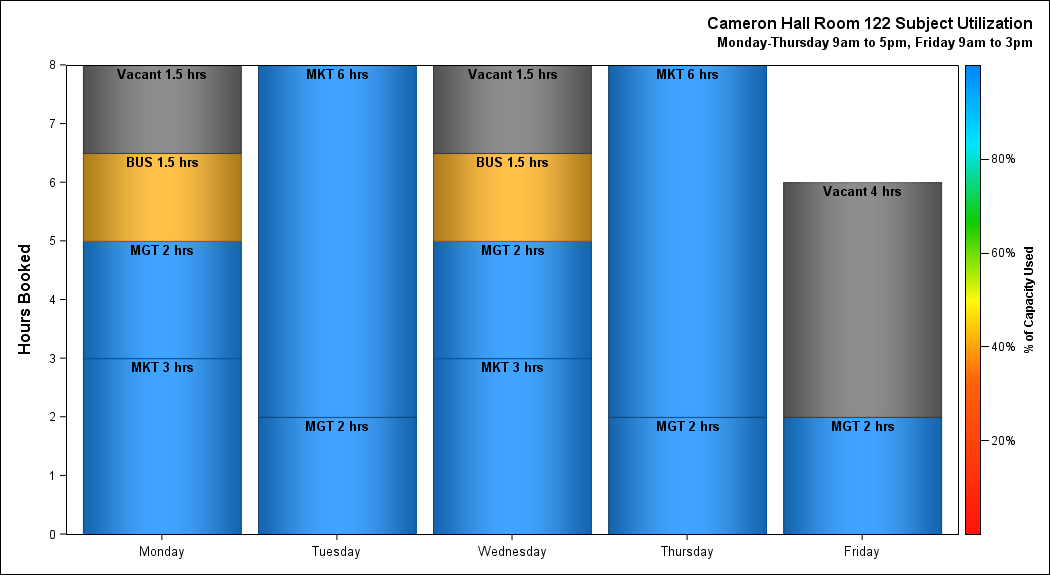 Cameron Hall Room 122 Subject Utilization
Monday-Thursday 9am to 5pm, Friday 9am to 3pm
Hours Booked
8
7
6
5
4
3
2
1
0
Vacant 1.5 hrs
BUS 1.5 hrs
MGT 2 hrs
MKT 3 hrs
MKT 6 hrs
MGT 2 hrs
Vacant 1.5 hrs
BUS 1.5 hrs
MGT 2 hrs
MKT 3 hrs
MKT 6 hrs
MGT 2 hrs
Vacant 4 hrs
MGT 2 hrs
Monday
Tuesday
Wednesday
Thursday
Friday
80%
60%
40%
20%
% of Capacity Used